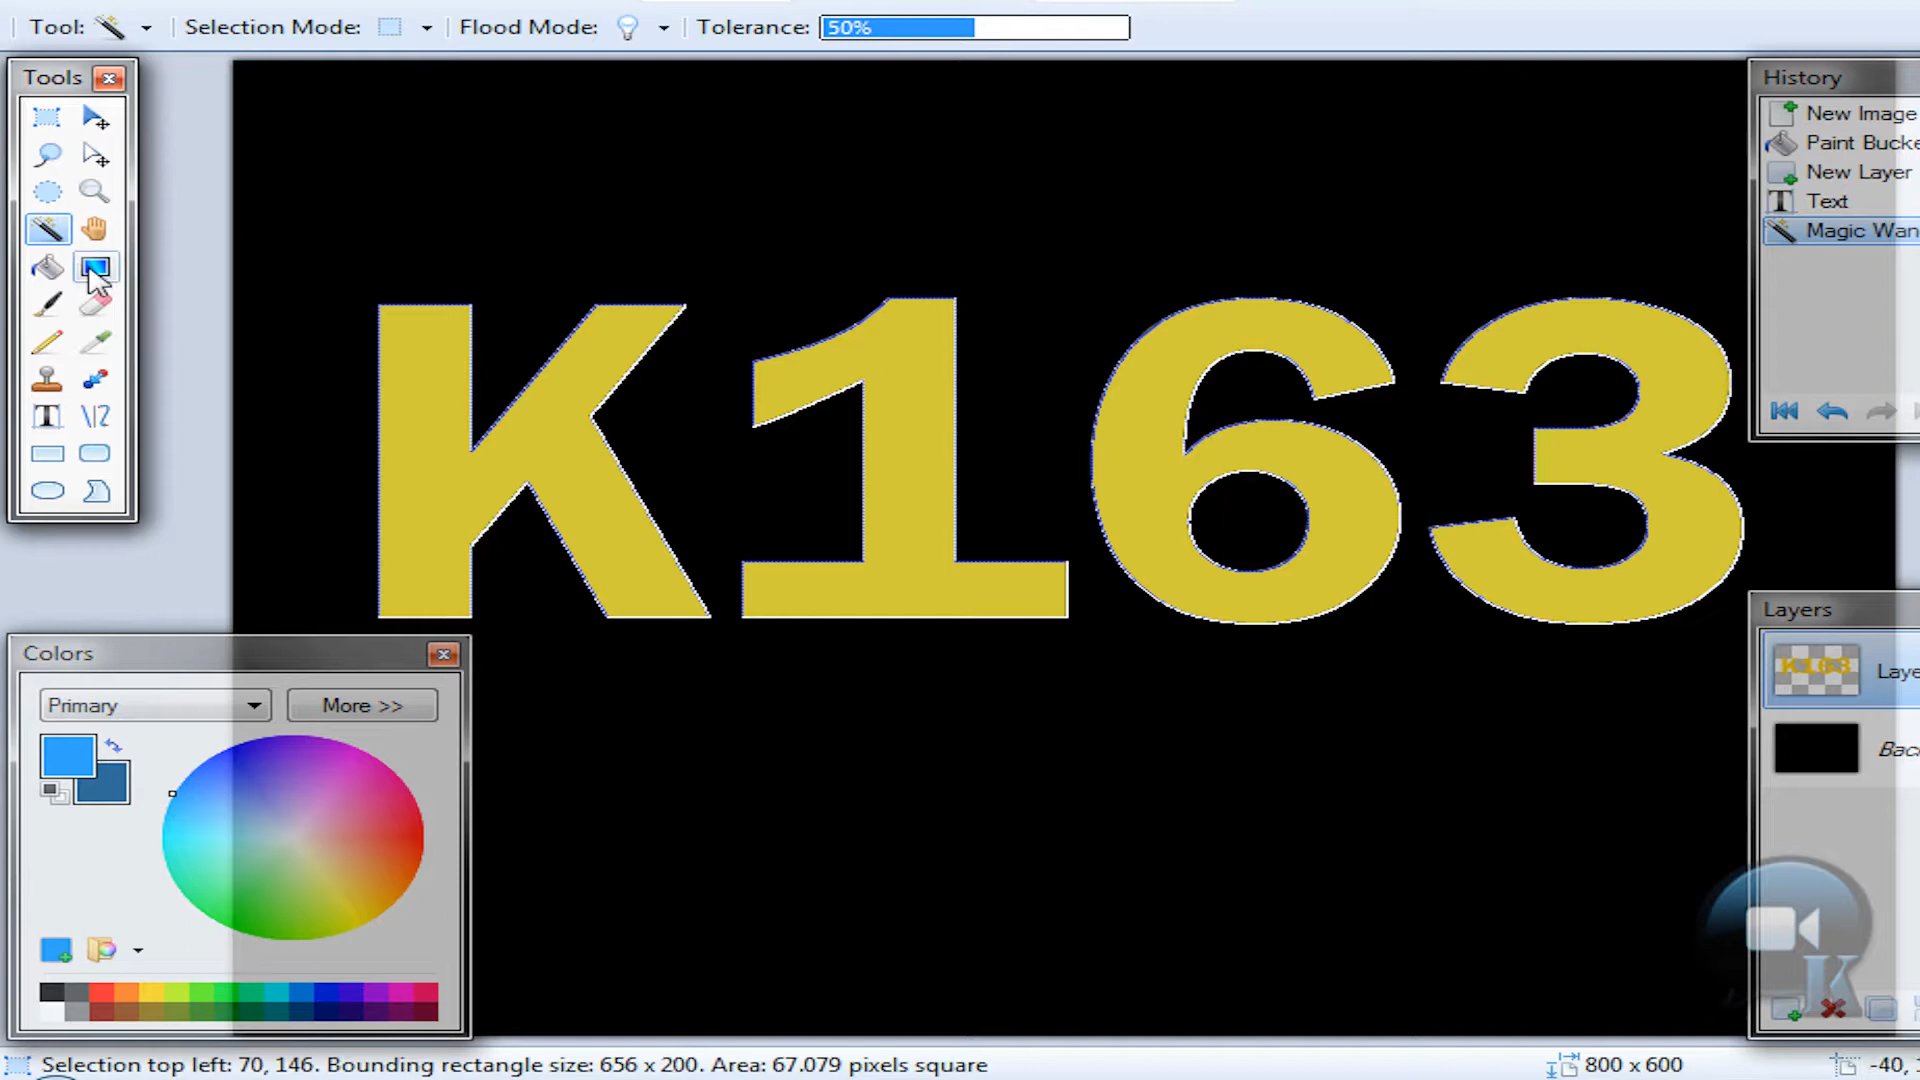 Tool: Selection Mode: Flood Mode: Tolerance: 50%
Tools
History
New Image
Paint Bucke
New Layer
Text
Magic Wan
K163
Colors
Primary More >>
Layers
K163 Laye
Bac
K
Selection top left: 70, 146. Bounding rectangle size: 656 x 200. Area: 67.079 pixels square 800 x 600 -40,